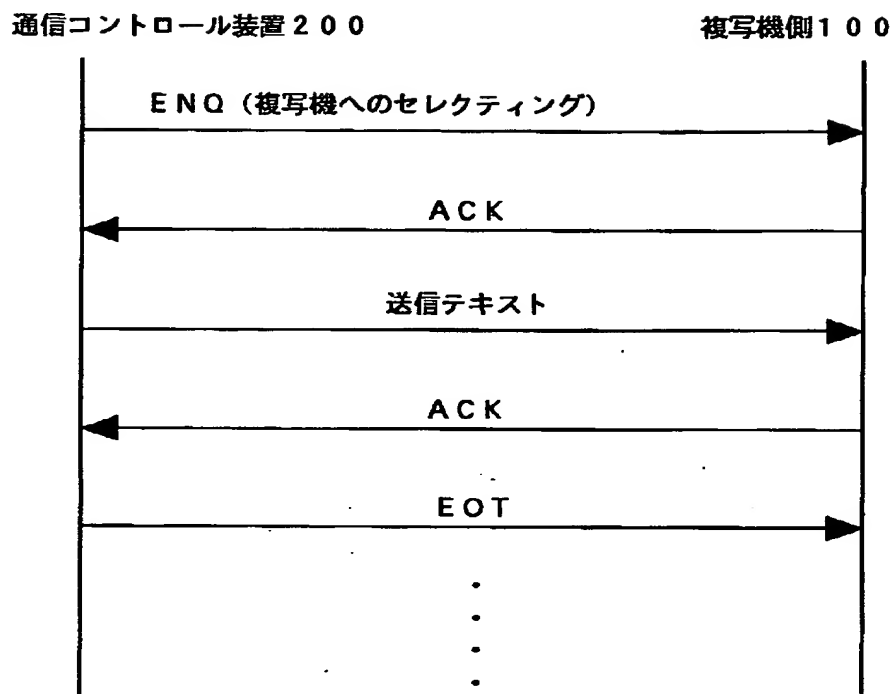 通信コントロール装置200
複写機側100
ENQ(複写機へのセレクティング)
ACK
送信テキスト
ACK
EOT